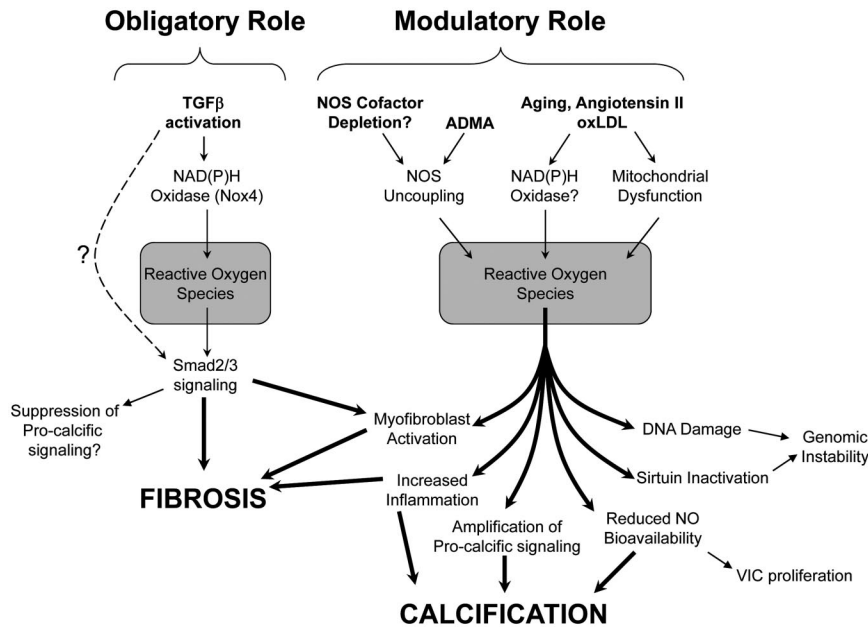 Obligatory Role
Modulatory Role
TGFβ
activation
NOS Cofactor
Depletion?
ADMA
Aging, Angiotensin II
oxLDL
NAD(P)H
Oxidase (Nox4)
NOS
Uncoupling
NAD(P)H
Oxidase?
Mitochondrial
Dysfunction
?
Reactive Oxygen
Species
Reactive Oxygen
Species
Smad2/3
signaling
Suppression of
Pro-calcific
signaling?
Myofibroblast
Activation
DNA Damage
Genomic
Instability
Sirtuin Inactivation
FIBROSIS
Increased
Inflammation
Amplification of
Pro-calcific signaling
Reduced NO
Bioavailability
VIC proliferation
CALCIFICATION